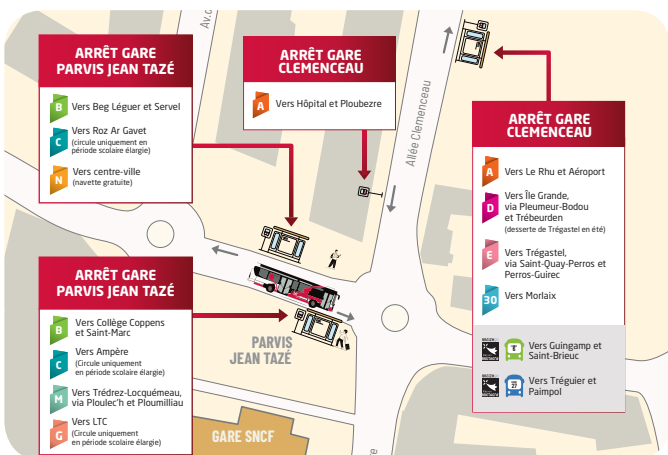 Av.
ARRÊT GARE
PARVIS JEAN TAZÉ
B Vers Beg Léguer et Servel
C Vers Roz Ar Gavet
(circule uniquement en
période scolaire élargie)
N Vers centre-ville
(navette gratuite)
ARRÊT GARE
CLEMENCEAU
A Vers Hôpital et Ploubezre
Allée Clemenceau
ARRÊT GARE
CLEMENCEAU
A Vers Le Rhu et Aéroport
D Vers Île Grande,
via Pleumeur-Bodou
et Trébeurden
(desserte de Trégastel en été)
E Vers Trégastel,
via Saint-Quay-Perros et
Perros-Guirec
30 Vers Morlaix
T Vers Guingamp et
Saint-Brieuc
27 Vers Tréguier et
Paimpol
ARRÊT GARE
PARVIS JEAN TAZÉ
B Vers Collège Coppens
et Saint-Marc
C Vers Ampère
(Circule uniquement
en période scolaire élargie)
M Vers Trédrez-Locquémeau,
via Ploulec'h et Ploumilliau
G Vers LTC
(Circule uniquement
en période scolaire élargie)
PARVIS
JEAN TAZÉ
GARE SNCF